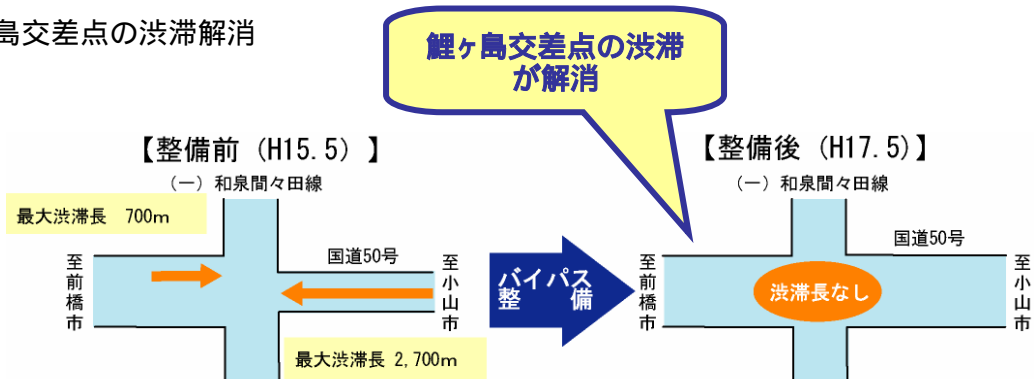 島交差点の渋滞解消
鯉ヶ島交差点の渋滞
が解消
【整備前（H15.5）】
（一）和泉間々田線
最大渋滞長　700m
国道50号
至前橋市
至小山市
最大渋滞長 2,700m
バイパス
整　備
【整備後（H17.5）】
（一）和泉間々田線
国道50号
至前橋市
渋滞長なし
至小山市